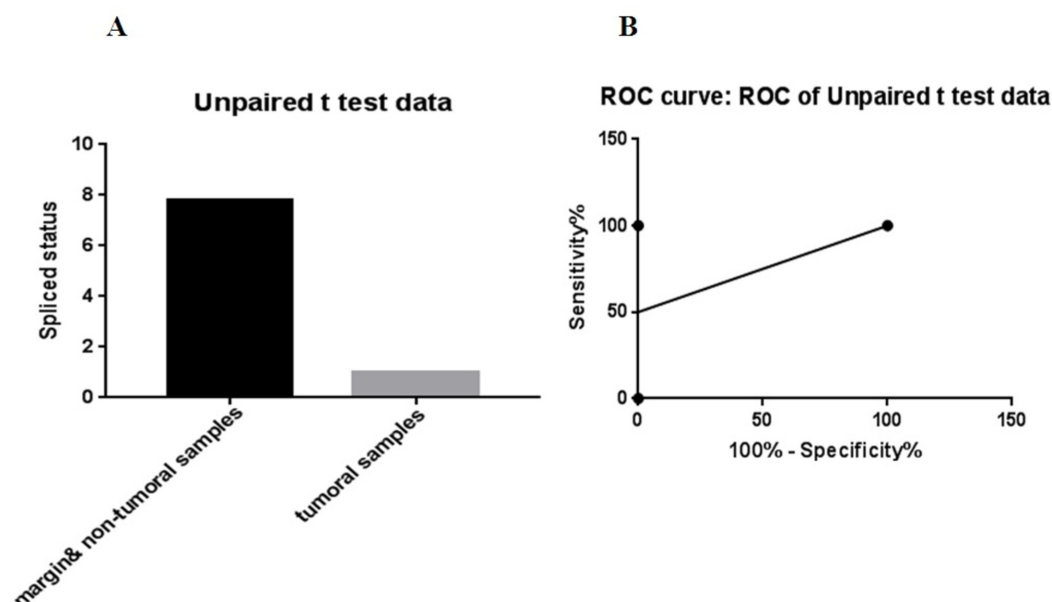 A
Unpaired t test data
10
8
6
4
2
0
Spliced status
margin& non-tumoral samples
tumoral samples
B
ROC curve: ROC of Unpaired t test data
150
100
50
0
Sensitivity%
0 50 100 150
100% - Specificity%